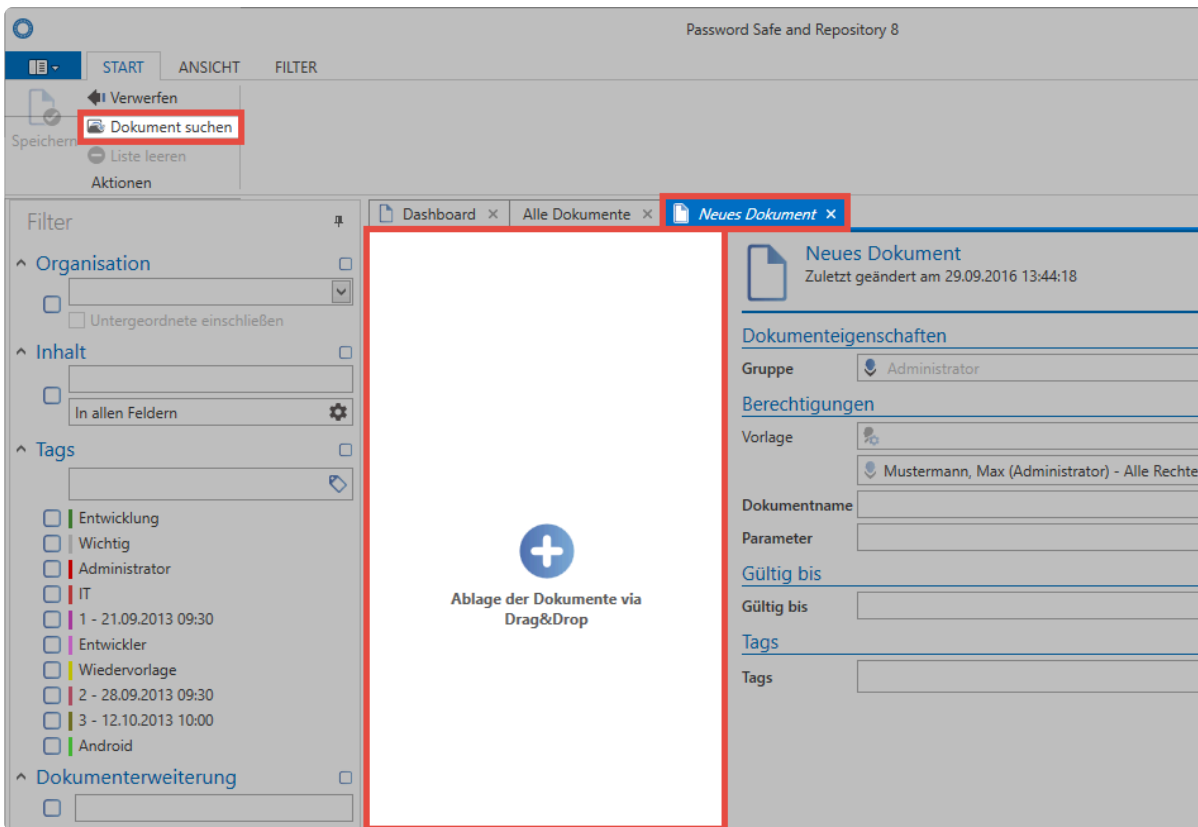 Password Safe and Repository 8
START ANSICHT FILTER
Verwerfen
Speichern
Dokument suchen
Liste leeren
Aktionen
Filter
Organisation
Untergeordnete einschließen
Inhalt
In allen Feldern
Tags
Entwicklung
Wichtig
Administrator
IT
1 - 21.09.2013 09:30
Entwickler
Wiedervorlage
2 - 28.09.2013 09:30
3 - 12.10.2013 10:00
Android
Dokumenterweiterung
Dashboard Alle Dokumente Neues Dokument
Ablage der Dokumente via
Drag&Drop
Neues Dokument
Zuletzt geändert am 29.09.2016 13:44:18
Dokumenteigenschaften
Gruppe Administrator
Berechtigungen
Vorlage
Mustermann, Max (Administrator) - Alle Rechte
Dokumentname
Parameter
Gültig bis
Gültig bis
Tags
Tags